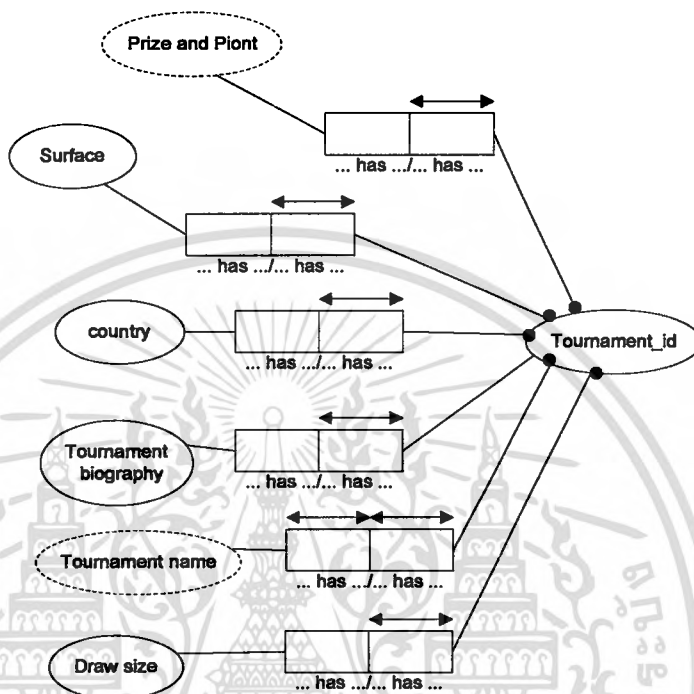 Prize and Piont
... has .../... has ...
Surface
... has .../... has ...
country
... has .../... has ...
Tournament_id
Tournament
biography
... has .../... has ...
Tournament name
... has .../... has ...
Draw size
... has .../... has ...